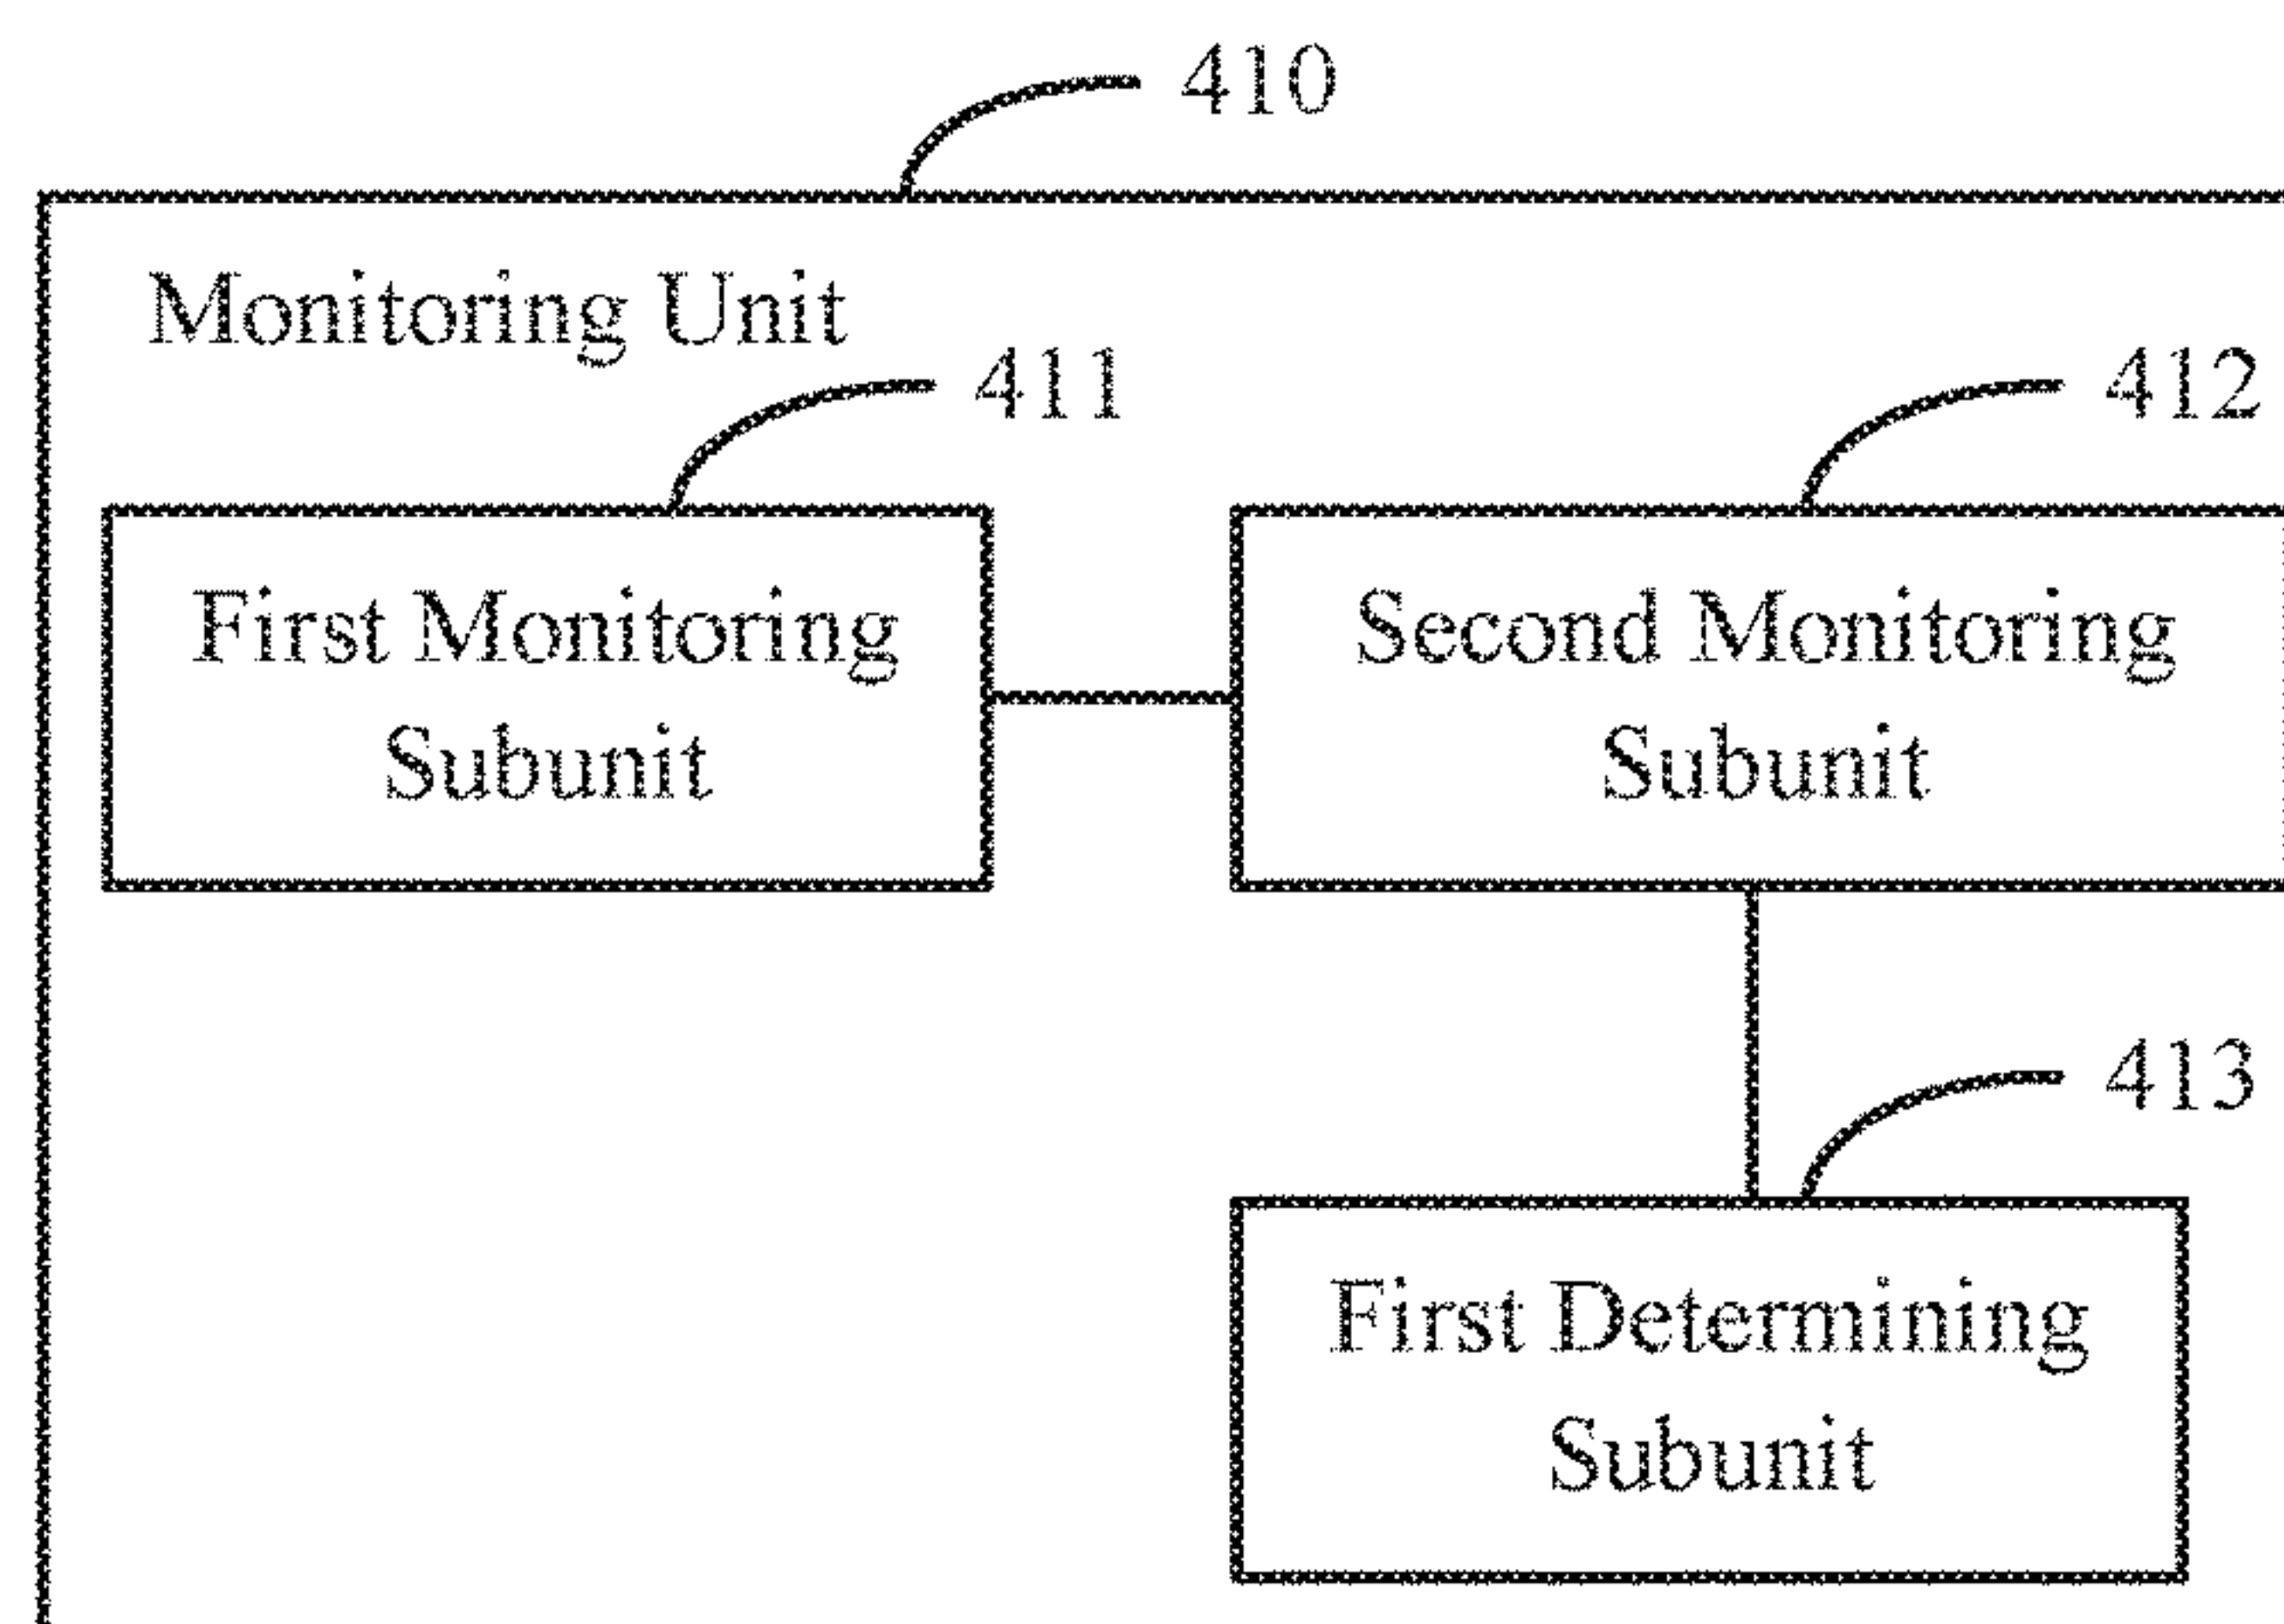 410
Monitoring Unit
411
412
First Monitoring
Subunit
Second Monitoring
Subunit
413
First Determining
Subunit